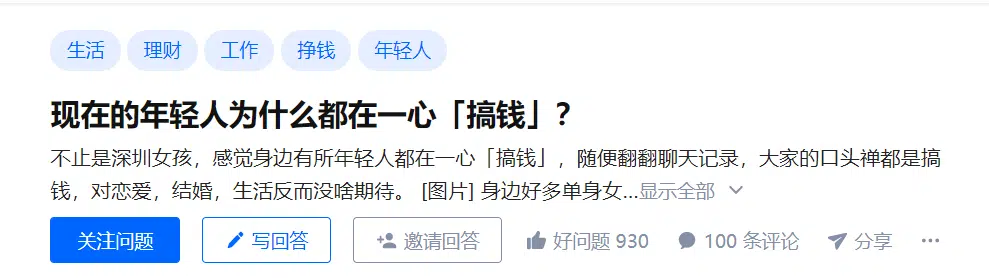 生活 理财 工作 挣钱 年轻人
现在的年轻人为什么都在一心「搞钱」？
不止是深圳女孩，感觉身边有所年轻人都在一心「搞钱」，随便翻翻聊天记录，大家的口头禅都是搞
钱，对恋爱，结婚，生活反而没啥期待。 [图片] 身边好多单身女...显示全部
关注问题 写回答 邀请回答 好问题 930 100 条评论 分享 ···